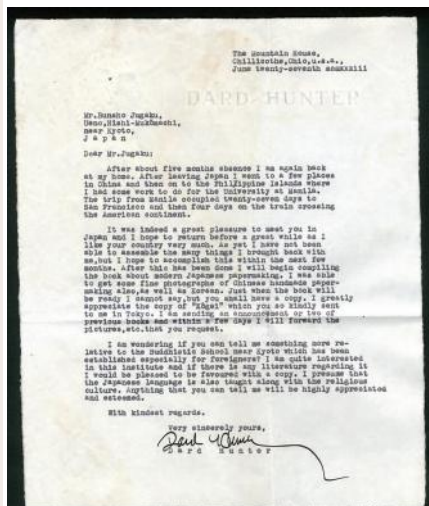 The Mountain House,
Chillicothe,Ohio,u.s.a.,
June twenty-seventh mcmxxxiii
DARD HUNTER
Mr.Bunsho Jugaku;
Ueno,Nishi-Mukōmachi,
near Kyoto,
J a p a n
Dear Mr.Jugaku;
After about five months absence I am again back
at my home. After leaving Japan I went to a few places
in China and then on to the Philippine Islands where
I had some work to do for the University at Manila.
The trip from Manila occupied twenty-seven days to
San Francisco and then four days on the train crossing
the American continent.
It was indeed a great pleasure to meet you in
Japan and I hope to return before a great while as I
like your country very much. As yet I have not been
able to assemble the many things I brought back with
me,but I hope to accomplish this within the next few
months. After this has been done I will begin compiling
the book about modern Japanese papermaking. I was able
to get some fine photographs of Chinese handmade paper-
making also,as well as Korean. Just when the book will
be ready I cannot say,but you shall have a copy. I greatly
appreciate the copy of which you so kindly sent
to me in Tokyo. I am sending an announcement or two of
previous books and within a few days I will forward the
pictures,etc.that you request.
I am wondering if you can tell me something more re-
lative to the Buddhistic School near Kyoto which has been
established especially for foreigners? I am quite interested
in this institute and if there is any literature regarding it
I would be pleased to be favoured with a copy. I presume that
the Japanese language is also taught along with the religious
culture. Anything that you can tell me will be highly appreciated
and esteemed.
With kindest regards.
Very sincerely yours,
Dard Hunter
Dard Hunter